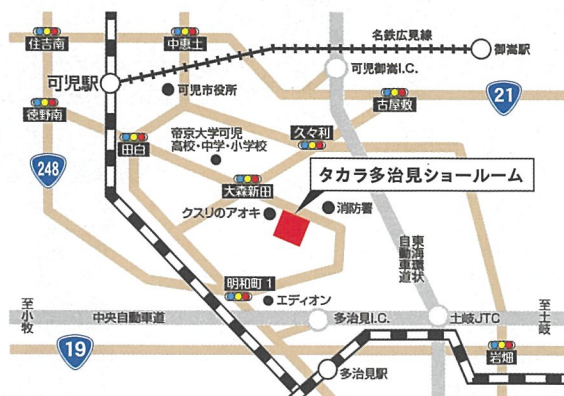 名鉄広見線
住吉南
中恵土
御嵩駅
可児駅
可児御嵩I.C.
可児市役所
古屋敷
21
徳野南
田白
帝京大学可児
高校・中学・小学校
久々利
248
大森新田
タカラ多治見ショールーム
クスリのアオキ
消防署
東海環状
自動車道
明和町1
エディオン
至小牧
中央自動車道
多治見I.C.
土岐JTC
至土岐
19
岩畑
多治見駅